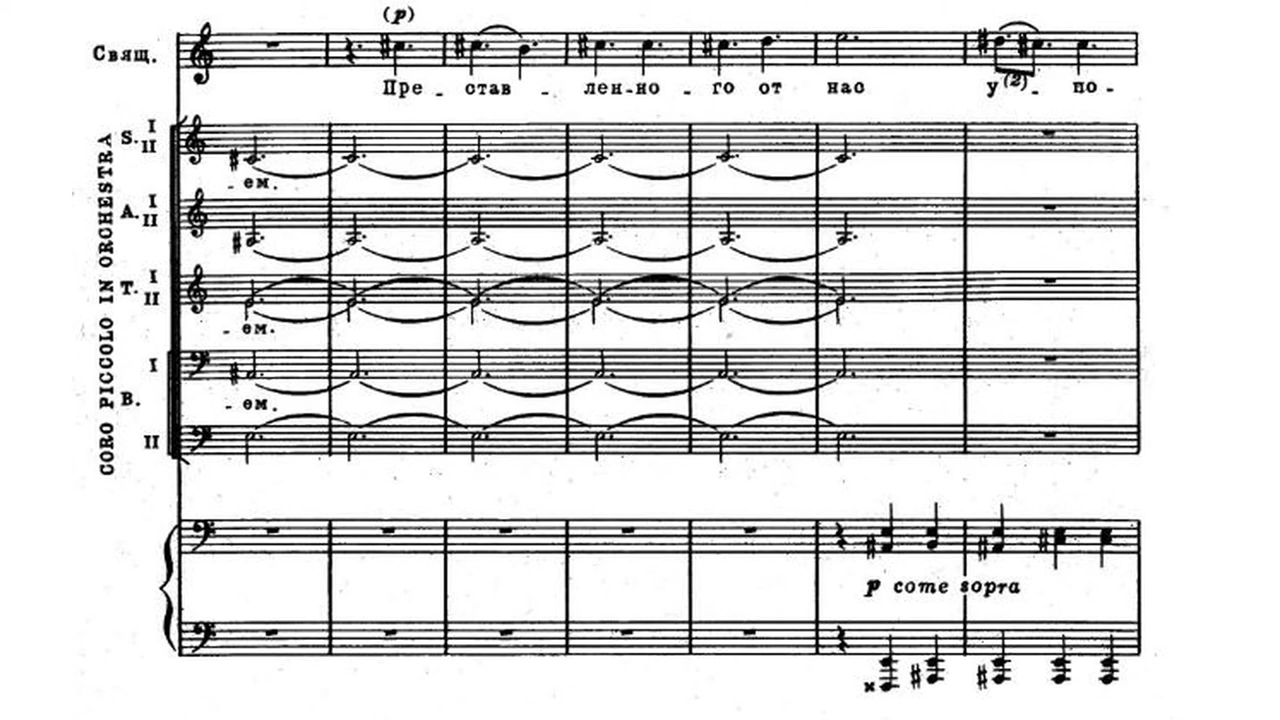 (p)
Свящ.
Пре - став - лен-но - го от нас у(2) - по -
CORO PICCOLO IN ORCHESTRA
S. I
II
- ем.
A. I
II
T. I
II
- ем.
I
B.
- ем.
II
p come sopra